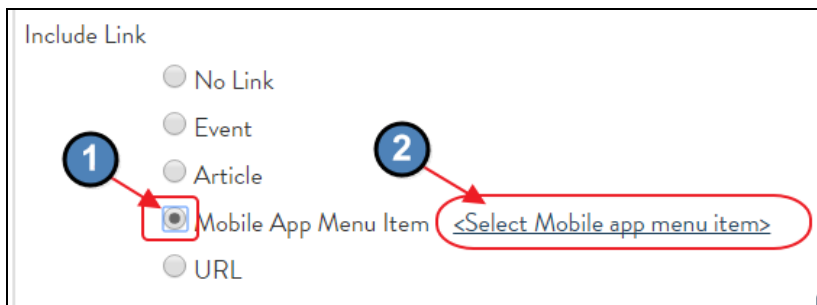 Include Link
No Link
Event
1
2
Article
Mobile App Menu Item <Select Mobile app menu item>
URL